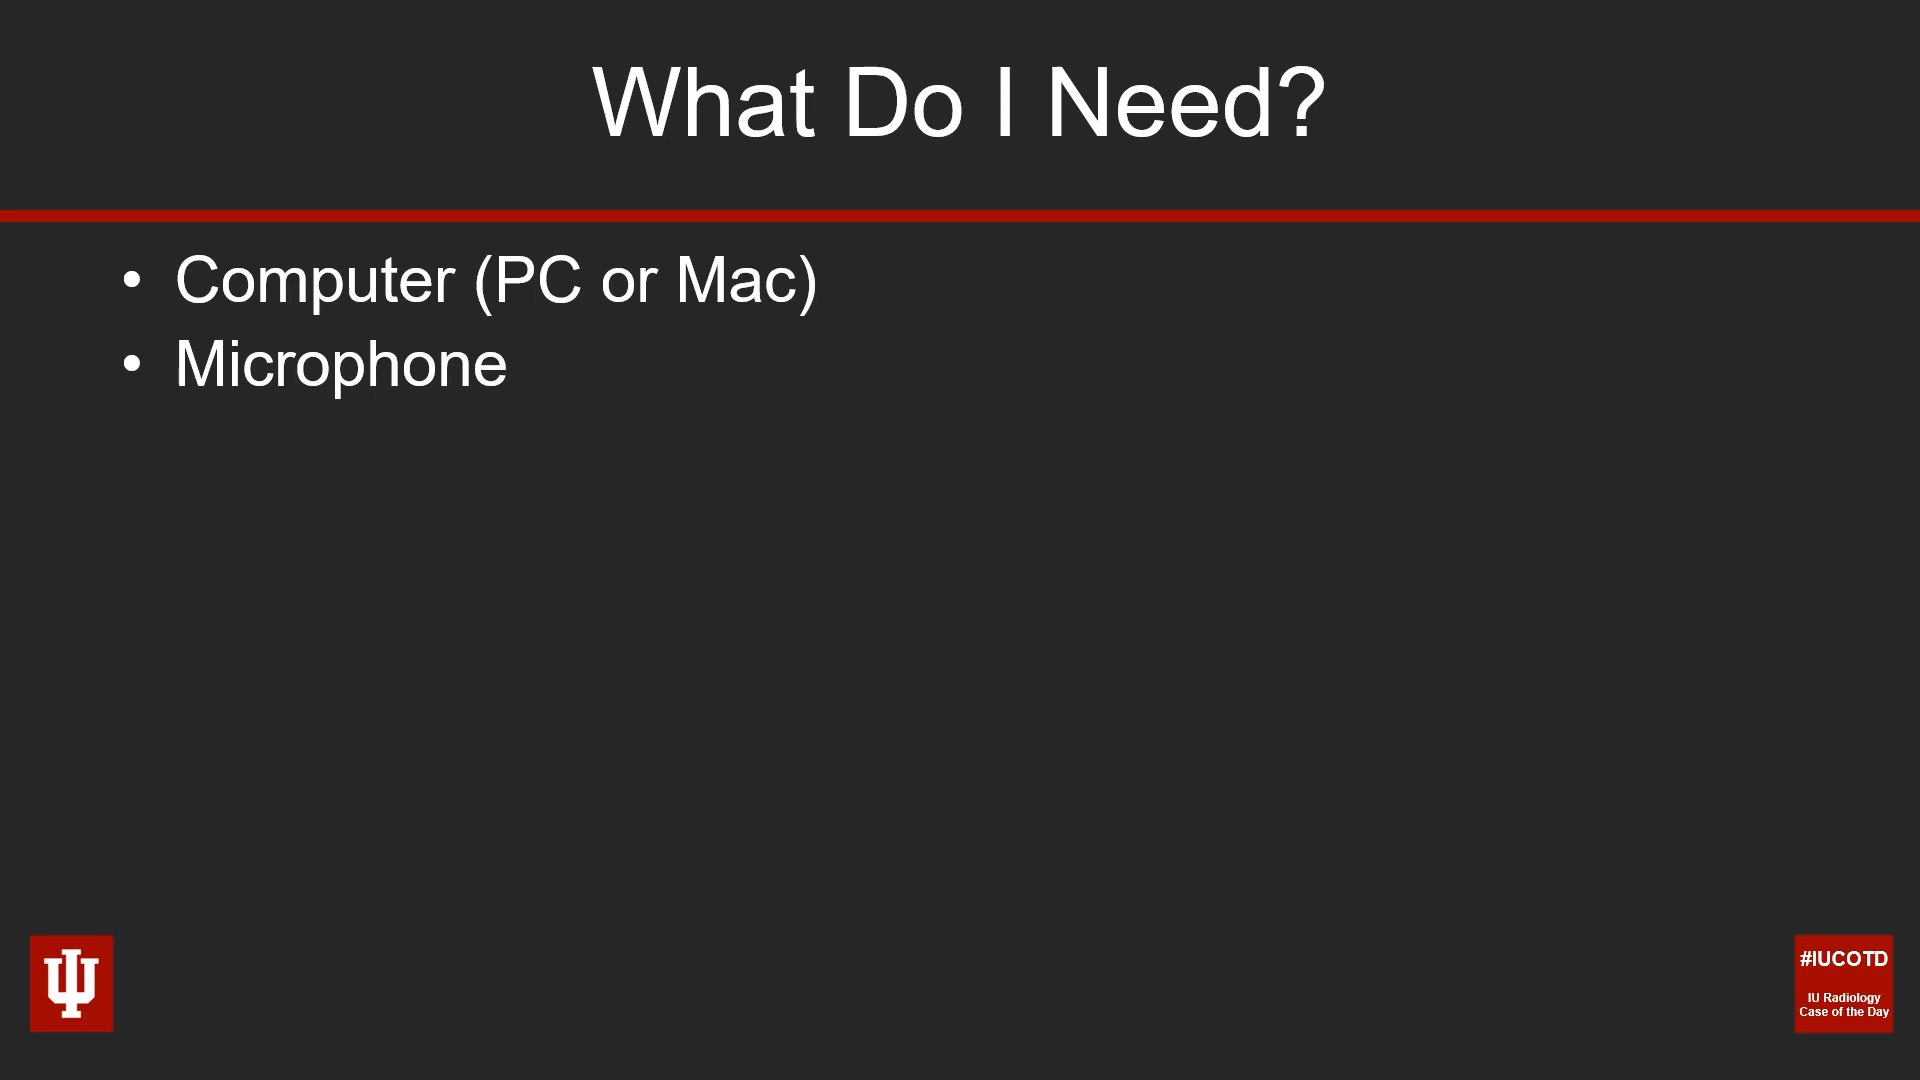 What Do I Need?
• Computer (PC or Mac)
• Microphone
#IUCOTD
IU Radiology
Case of the Day